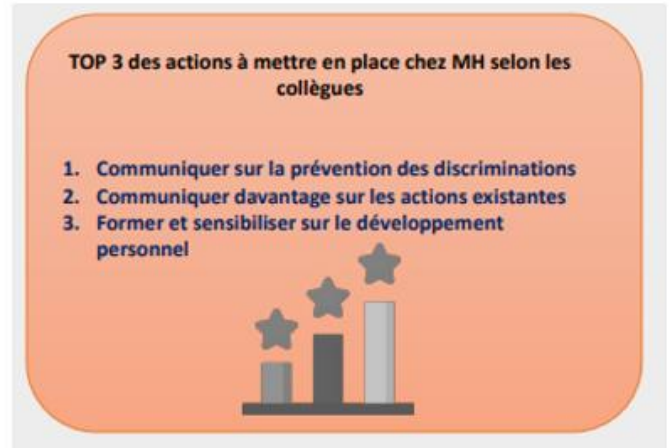 TOP 3 des actions à mettre en place chez MH selon les
collègues
1. Communiquer sur la prévention des discriminations
2. Communiquer davantage sur les actions existantes
3. Former et sensibiliser sur le développement
personnel